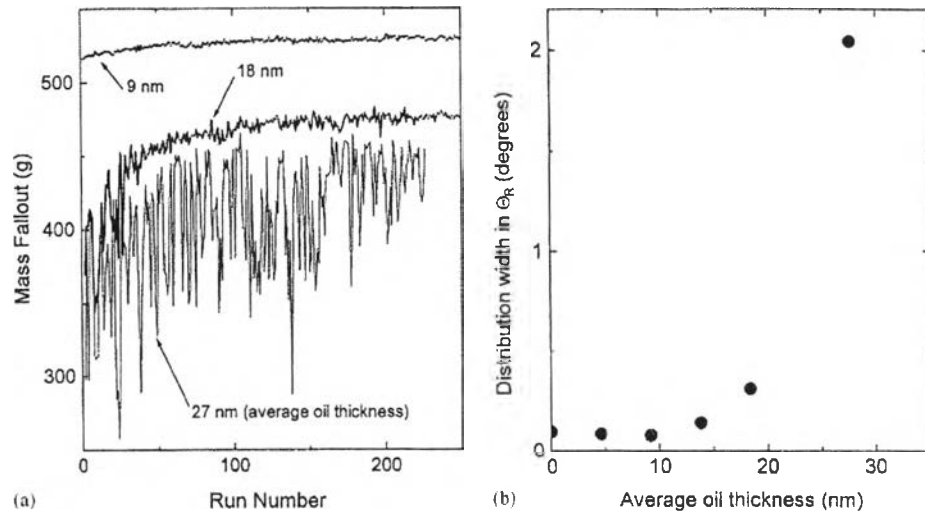 500
400
300
0
100
200
Mass Fallout (g)
Run Number
9 nm
18 nm
27 nm (average oil thickness)
(a)
2
1
0
0
10
20
30
Distribution width in Θ_R (degrees)
Average oil thickness (nm)
(b)